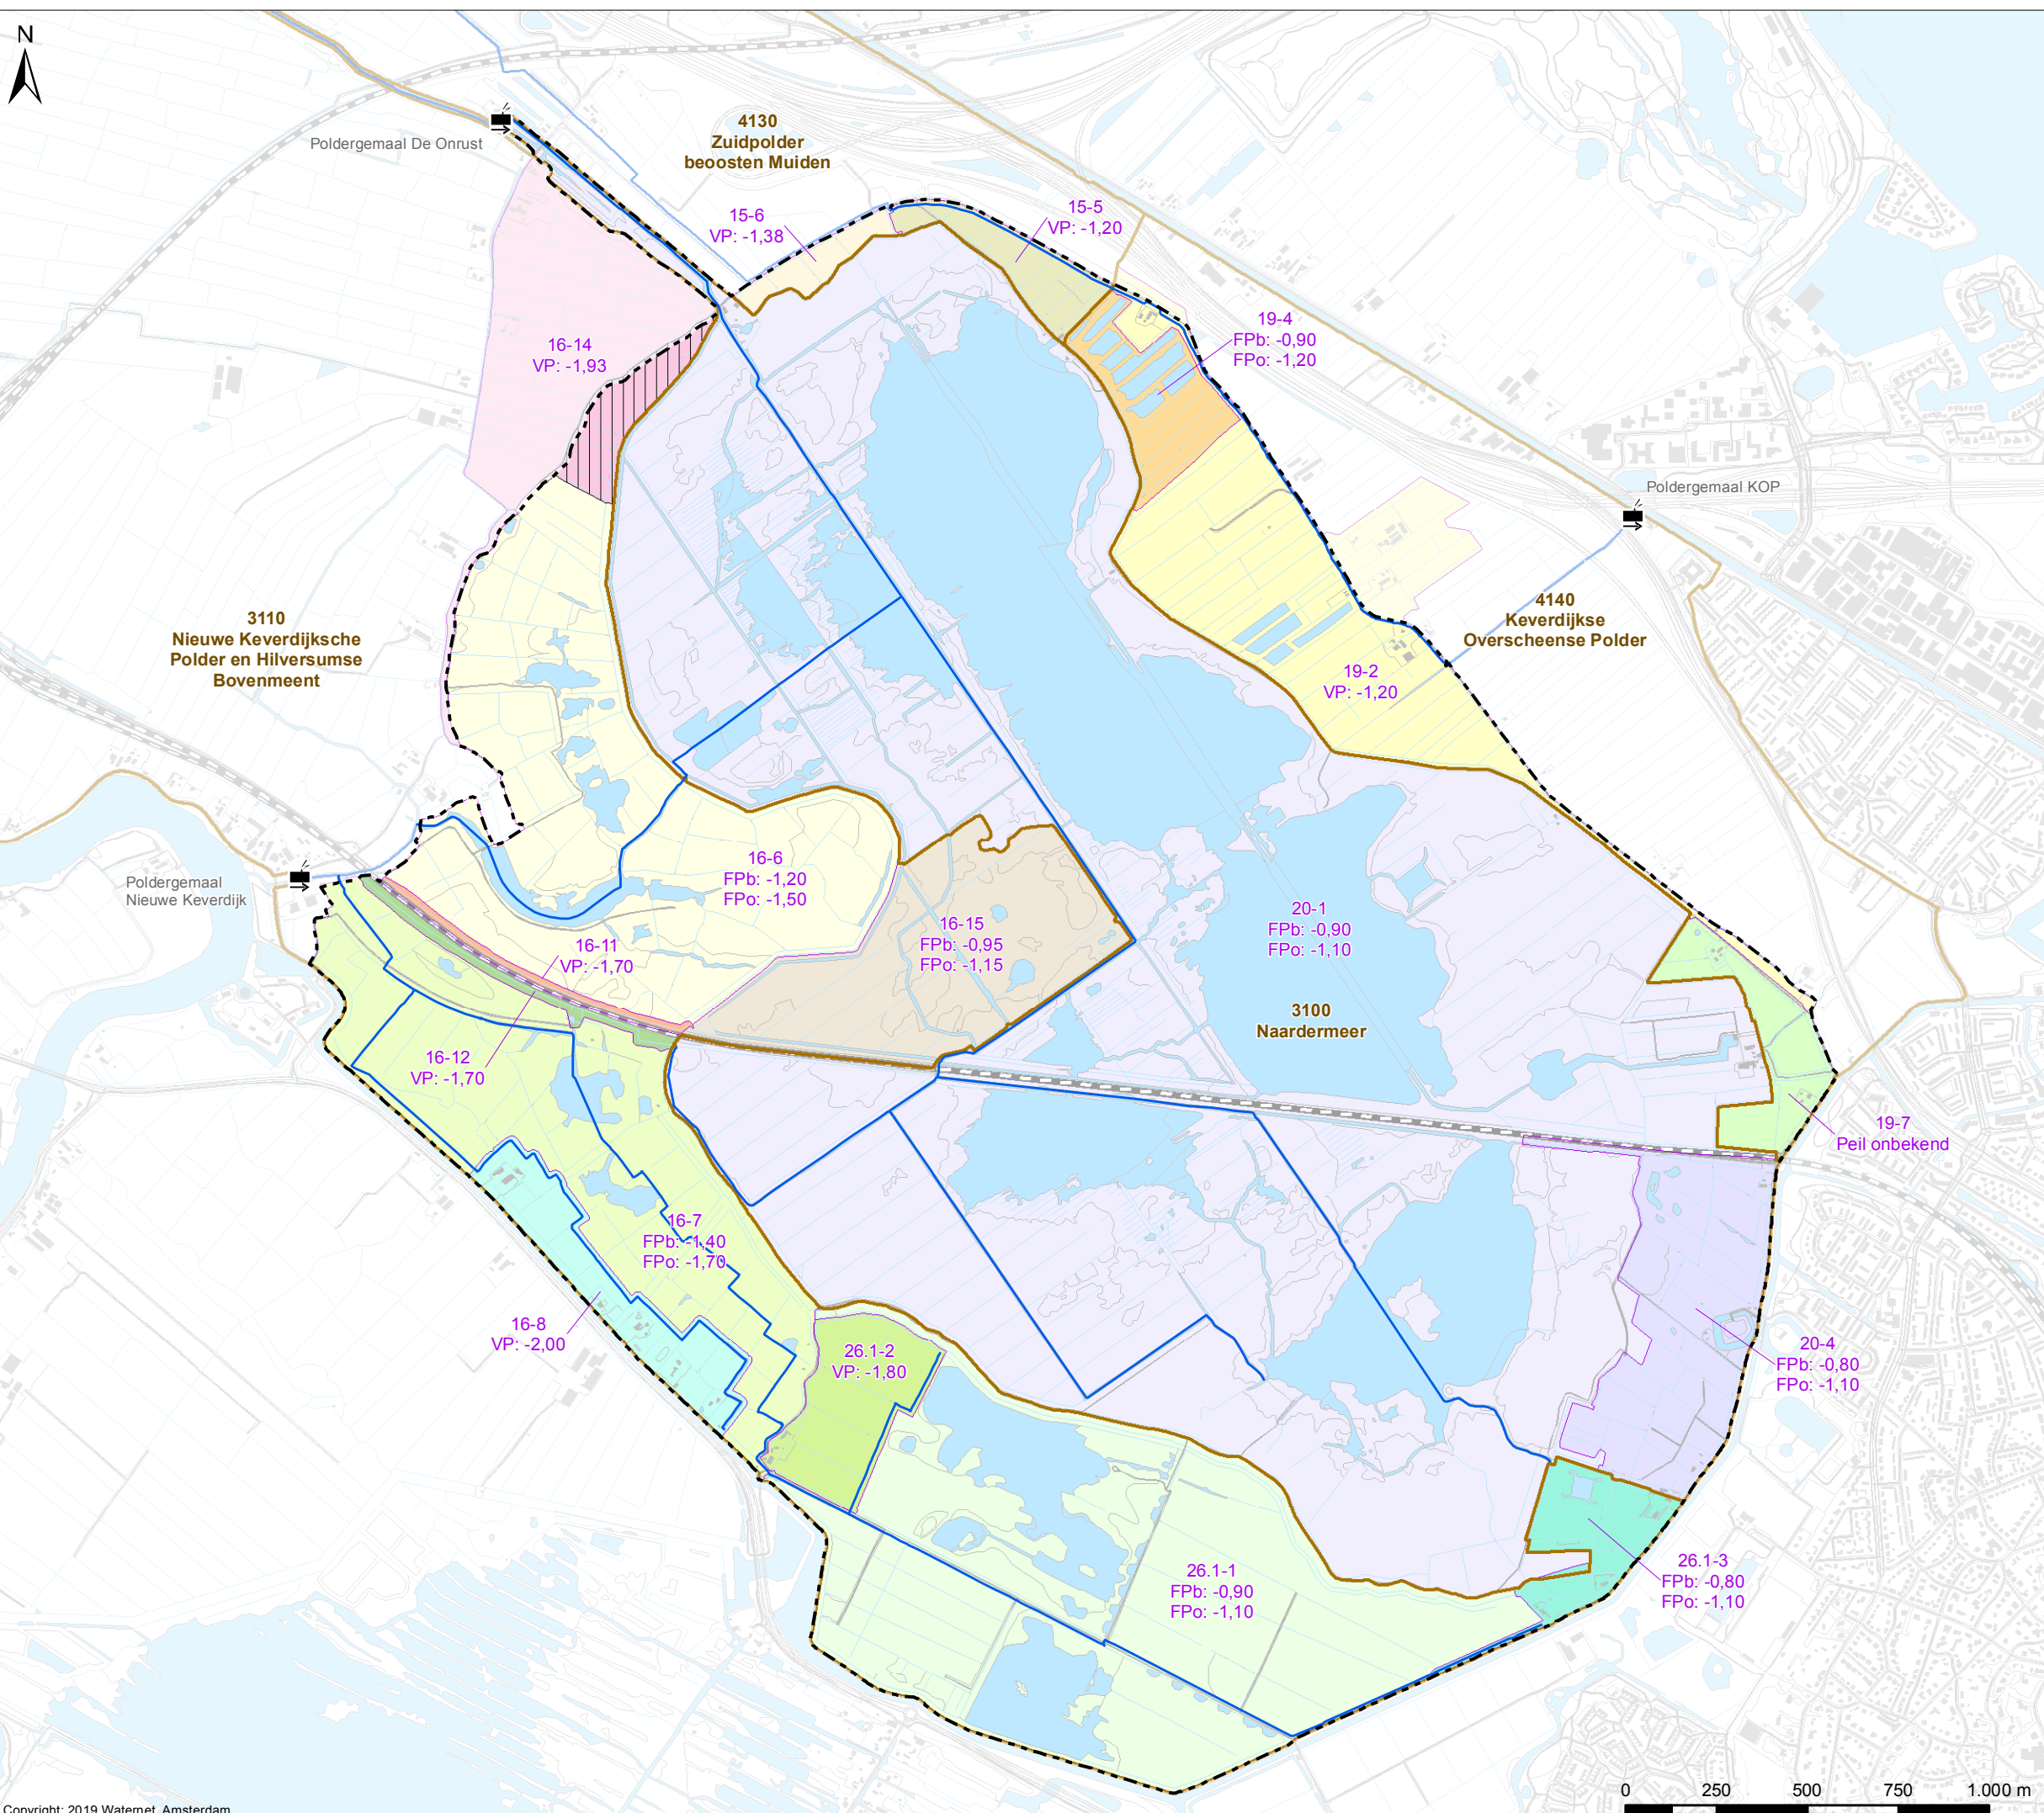 N
Poldergemaal De Onrust
4130
Zuidpolder
beoosten Muiden
15-6
VP: -1,38
15-5
VP: -1,20
19-4
FPb: -0,90
FPo: -1,20
16-14
VP: -1,93
Poldergemaal KOP
3110
Nieuwe Keverdijksche
Polder en Hilversumse
Bovenmeent
4140
Keverdijkse
Overscheense Polder
19-2
VP: -1,20
Poldergemaal
Nieuwe Keverdijk
16-6
FPb: -1,20
FPo: -1,50
16-15
FPb: -0,95
FPo: -1,15
20-1
FPb: -0,90
FPo: -1,10
16-11
VP: -1,70
3100
Naardermeer
16-12
VP: -1,70
19-7
Peil onbekend
16-7
FPb: -1,40
FPo: -1,70
16-8
VP: -2,00
26.1-2
VP: -1,80
20-4
FPb: -0,80
FPo: -1,10
26.1-1
FPb: -0,90
FPo: -1,10
26.1-3
FPb: -0,80
FPo: -1,10
0 250 500 750 1.000 m
Copyright: 2019 Waternet, Amsterdam